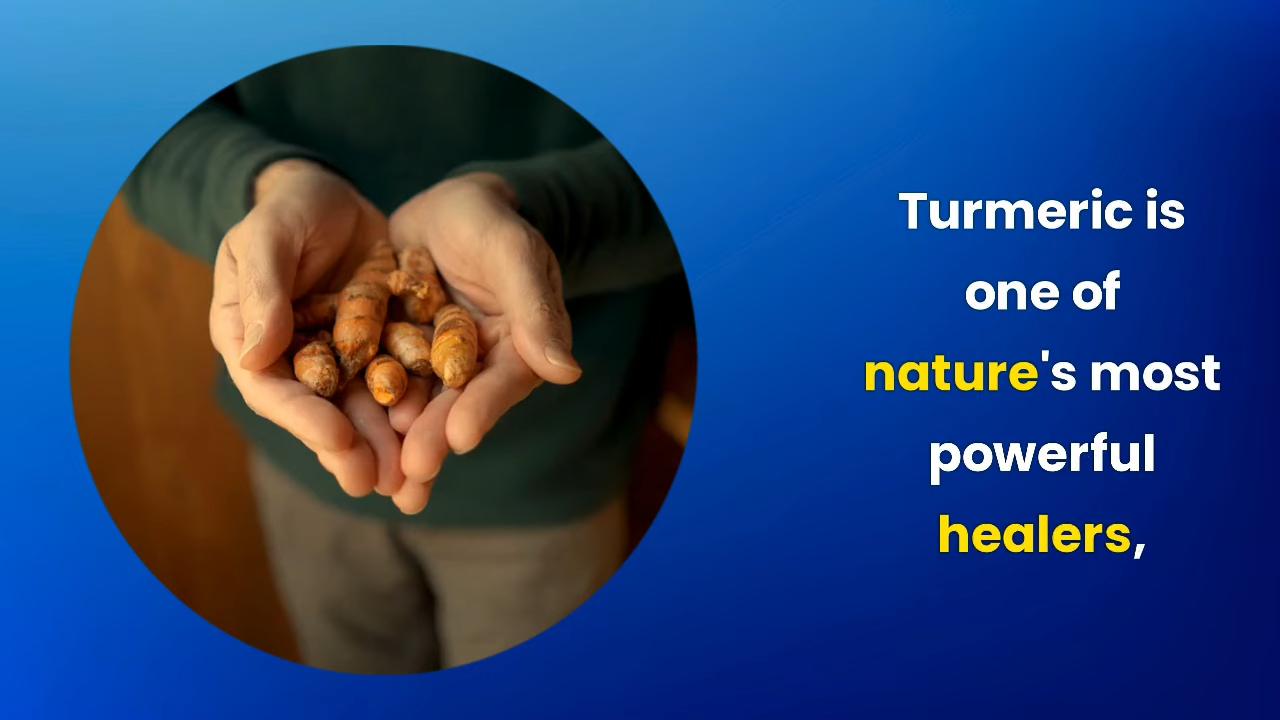 Turmeric is
one of
nature's most
powerful
healers,